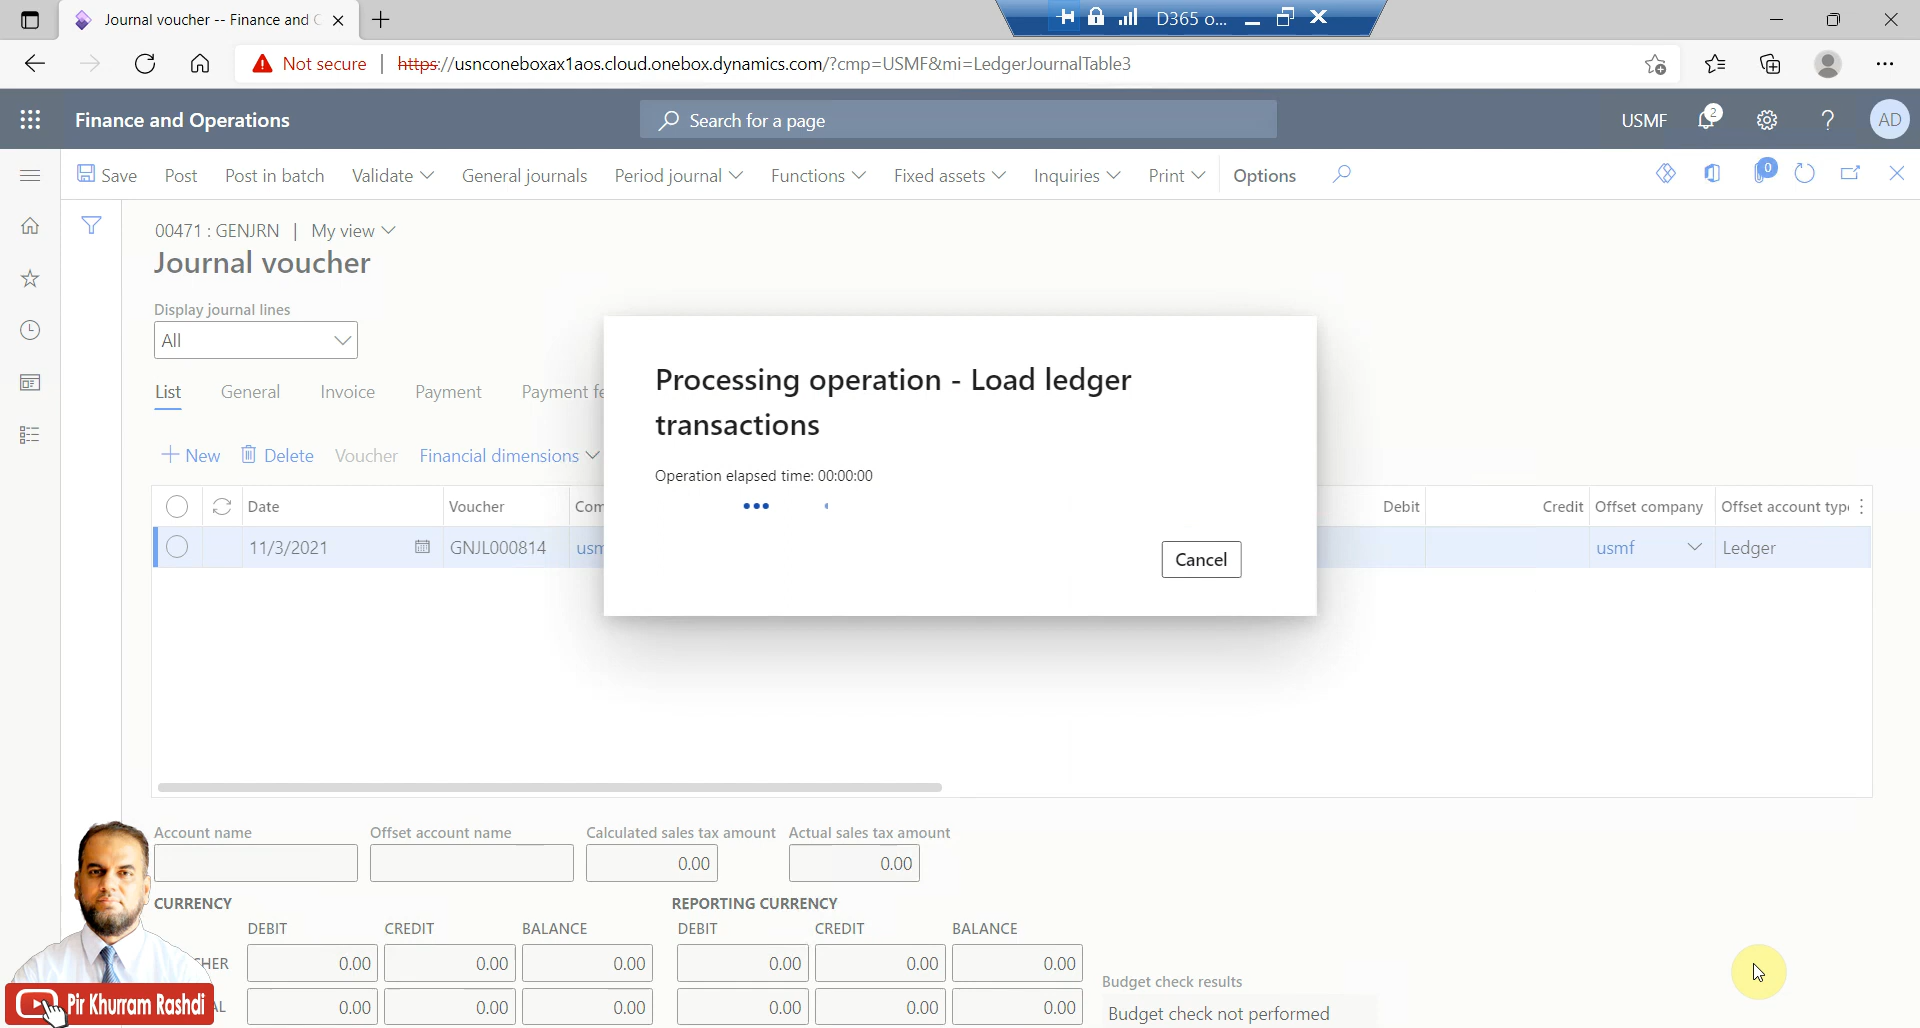 Journal voucher -- Finance and
D365 o...
Not secure
https://usnconeboxax1aos.cloud.onebox.dynamics.com/?cmp=USMF&mi=LedgerJournalTable3
Finance and Operations
Search for a page
USMF
2
AD
Save
Post
Post in batch
Validate
General journals
Period journal
Functions
Fixed assets
Inquiries
Print
Options
0
00471 : GENJRN | My view
Journal voucher
Display journal lines
All
List
General
Invoice
Payment
Payment fe
Processing operation - Load ledger
transactions
Operation elapsed time: 00:00:00
Cancel
New
Delete
Voucher
Financial dimensions
Date
Voucher
Com
Debit
Credit
Offset company
Offset account type
11/3/2021
GNJL000814
usm
usmf
Ledger
Account name
Offset account name
Calculated sales tax amount
Actual sales tax amount
0.00
0.00
CURRENCY
REPORTING CURRENCY
DEBIT
CREDIT
BALANCE
DEBIT
CREDIT
BALANCE
HER
0.00
0.00
0.00
0.00
0.00
0.00
Budget check results
AL
0.00
0.00
0.00
0.00
0.00
0.00
Budget check not performed
Pir Khurram Rashdi